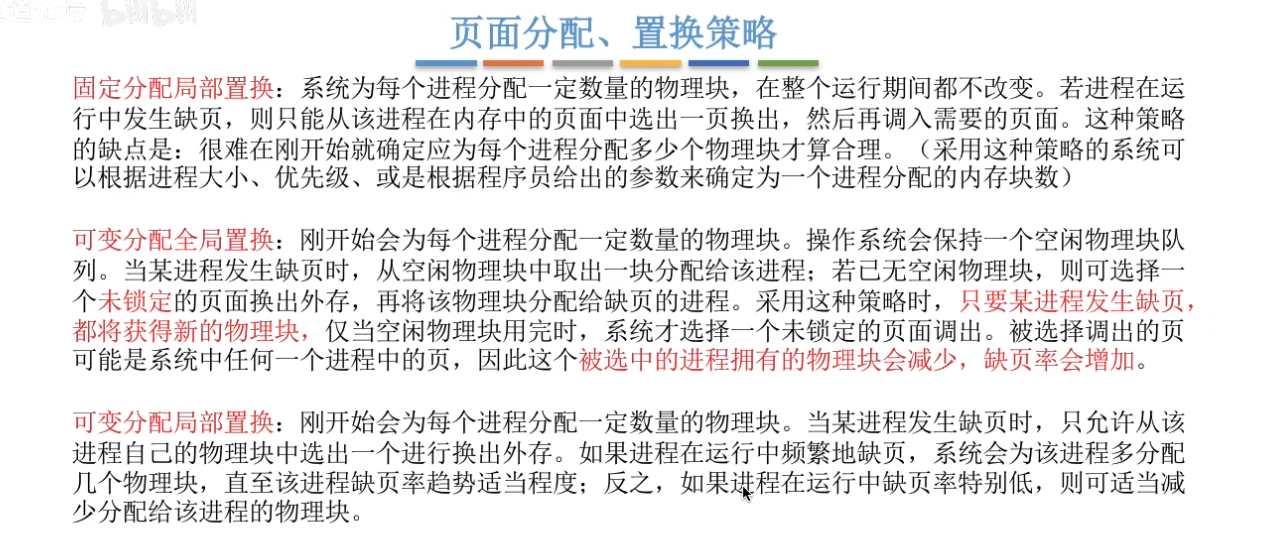 bilibili
页面分配、置换策略
固定分配局部置换：系统为每个进程分配一定数量的物理块，在整个运行期间都不改变。若进程在运
行中发生缺页，则只能从该进程在内存中的页面中选出一页换出，然后再调入需要的页面。这种策略
的缺点是：很难在刚开始就确定应为每个进程分配多少个物理块才算合理。（采用这种策略的系统可
以根据进程大小、优先级、或是根据程序员给出的参数来确定为一个进程分配的内存块数）
可变分配全局置换：刚开始会为每个进程分配一定数量的物理块。操作系统会保持一个空闲物理块队
列。当某进程发生缺页时，从空闲物理块中取出一块分配给该进程；若已无空闲物理块，则可选择一
个未锁定的页面换出外存，再将该物理块分配给缺页的进程。采用这种策略时，只要某进程发生缺页，
都将获得新的物理块，仅当空闲物理块用完时，系统才选择一个未锁定的页面调出。被选择调出的页
可能是系统中任何一个进程中的页，因此这个被选中的进程拥有的物理块会减少，缺页率会增加。
可变分配局部置换：刚开始会为每个进程分配一定数量的物理块。当某进程发生缺页时，只允许从该
进程自己的物理块中选出一个进行换出外存。如果进程在运行中频繁地缺页，系统会为该进程多分配
几个物理块，直至该进程缺页率趋势适当程度；反之，如果进程在运行中缺页率特别低，则可适当减
少分配给该进程的物理块。